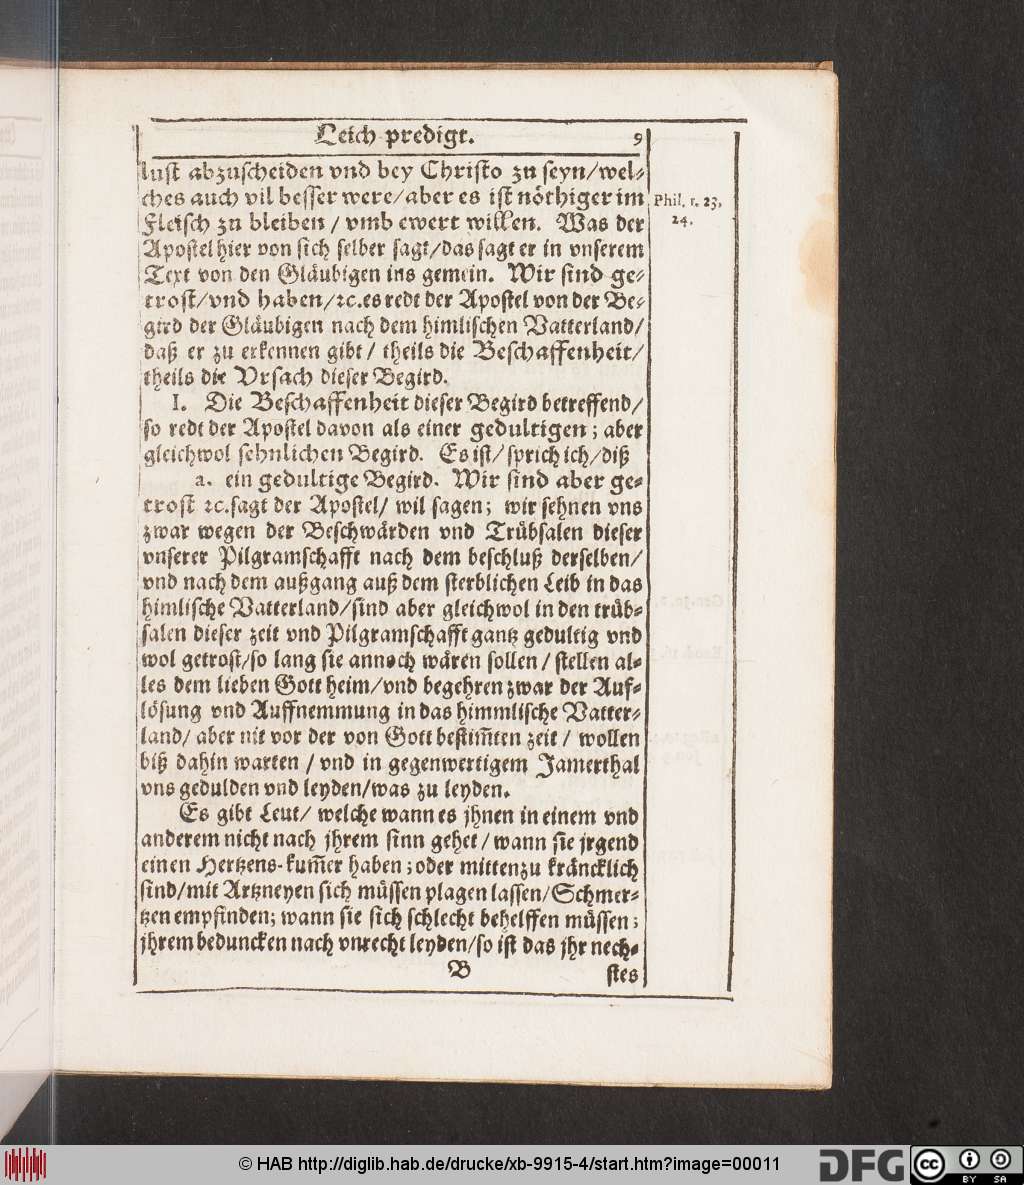 Leich predigt. 9
lust abzuscheiden vnd bey Christo zu seyn/wel-
ches auch vil besser were/aber es ist nöthiger im
Fleisch zu bleiben / vmb ewert willen. Was der
Apostel hier von sich selber sagt/das sagt er in vnserem
Text von den Gläubigen ins gemein. Wir sind ge-
trost/vnd haben/ꝛc.es redt der Apostel von der Be-
gird der Gläubigen nach dem himlischen Vatterland/
daß er zu erkennen gibt / theils die Beschaffenheit/
theils die Vrsach dieser Begird.
I. Die Beschaffenheit dieser Begird betreffend/
so redt der Apostel davon als einer gedultigen; aber
gleichwol sehnlichen Begird. Es ist/ sprich ich/diß
a. ein gedultige Begird. Wir sind aber ge-
trost ꝛc.sagt der Apostel/ wil sagen; wir sehnen vns
zwar wegen der Beschwärden vnd Trübsalen dieser
vnserer Pilgramschafft nach dem beschluß derselben/
vnd nach dem außgang auß dem sterblichen Leib in das
himlische Vatterland/sind aber gleichwol in den trüb-
salen dieser zeit vnd Pilgramschafft gantz gedultig vnd
wol getrost/so lang sie annoch wären sollen / stellen al-
les dem lieben Gott heim/vnd begehren zwar der Auf-
lösung vnd Auffnemmung in das himmlische Vatter-
land/ aber nit vor der von Gott bestim̃ten zeit / wollen
biß dahin warten / vnd in gegenwertigem Jamerthal
vns gedulden vnd leyden/was zu leyden.
Es gibt Leut/ welche wann es jhnen in einem vnd
anderem nicht nach jhrem sinn gehet / wann sie jrgend
einen Hertzens-kum̃er haben; oder mittenzu kräncklich
sind/mit Artzneyen sich müssen plagen lassen/Schmer-
tzen empfinden; wann sie sich schlecht behelffen müssen;
jhrem beduncken nach vnrecht leyden/so ist das jhr nech-
B stes
Phil. 1. 23,
24.
© HAB http://diglib.hab.de/drucke/xb-9915-4/start.htm?image=00011
DFG
cc BY SA